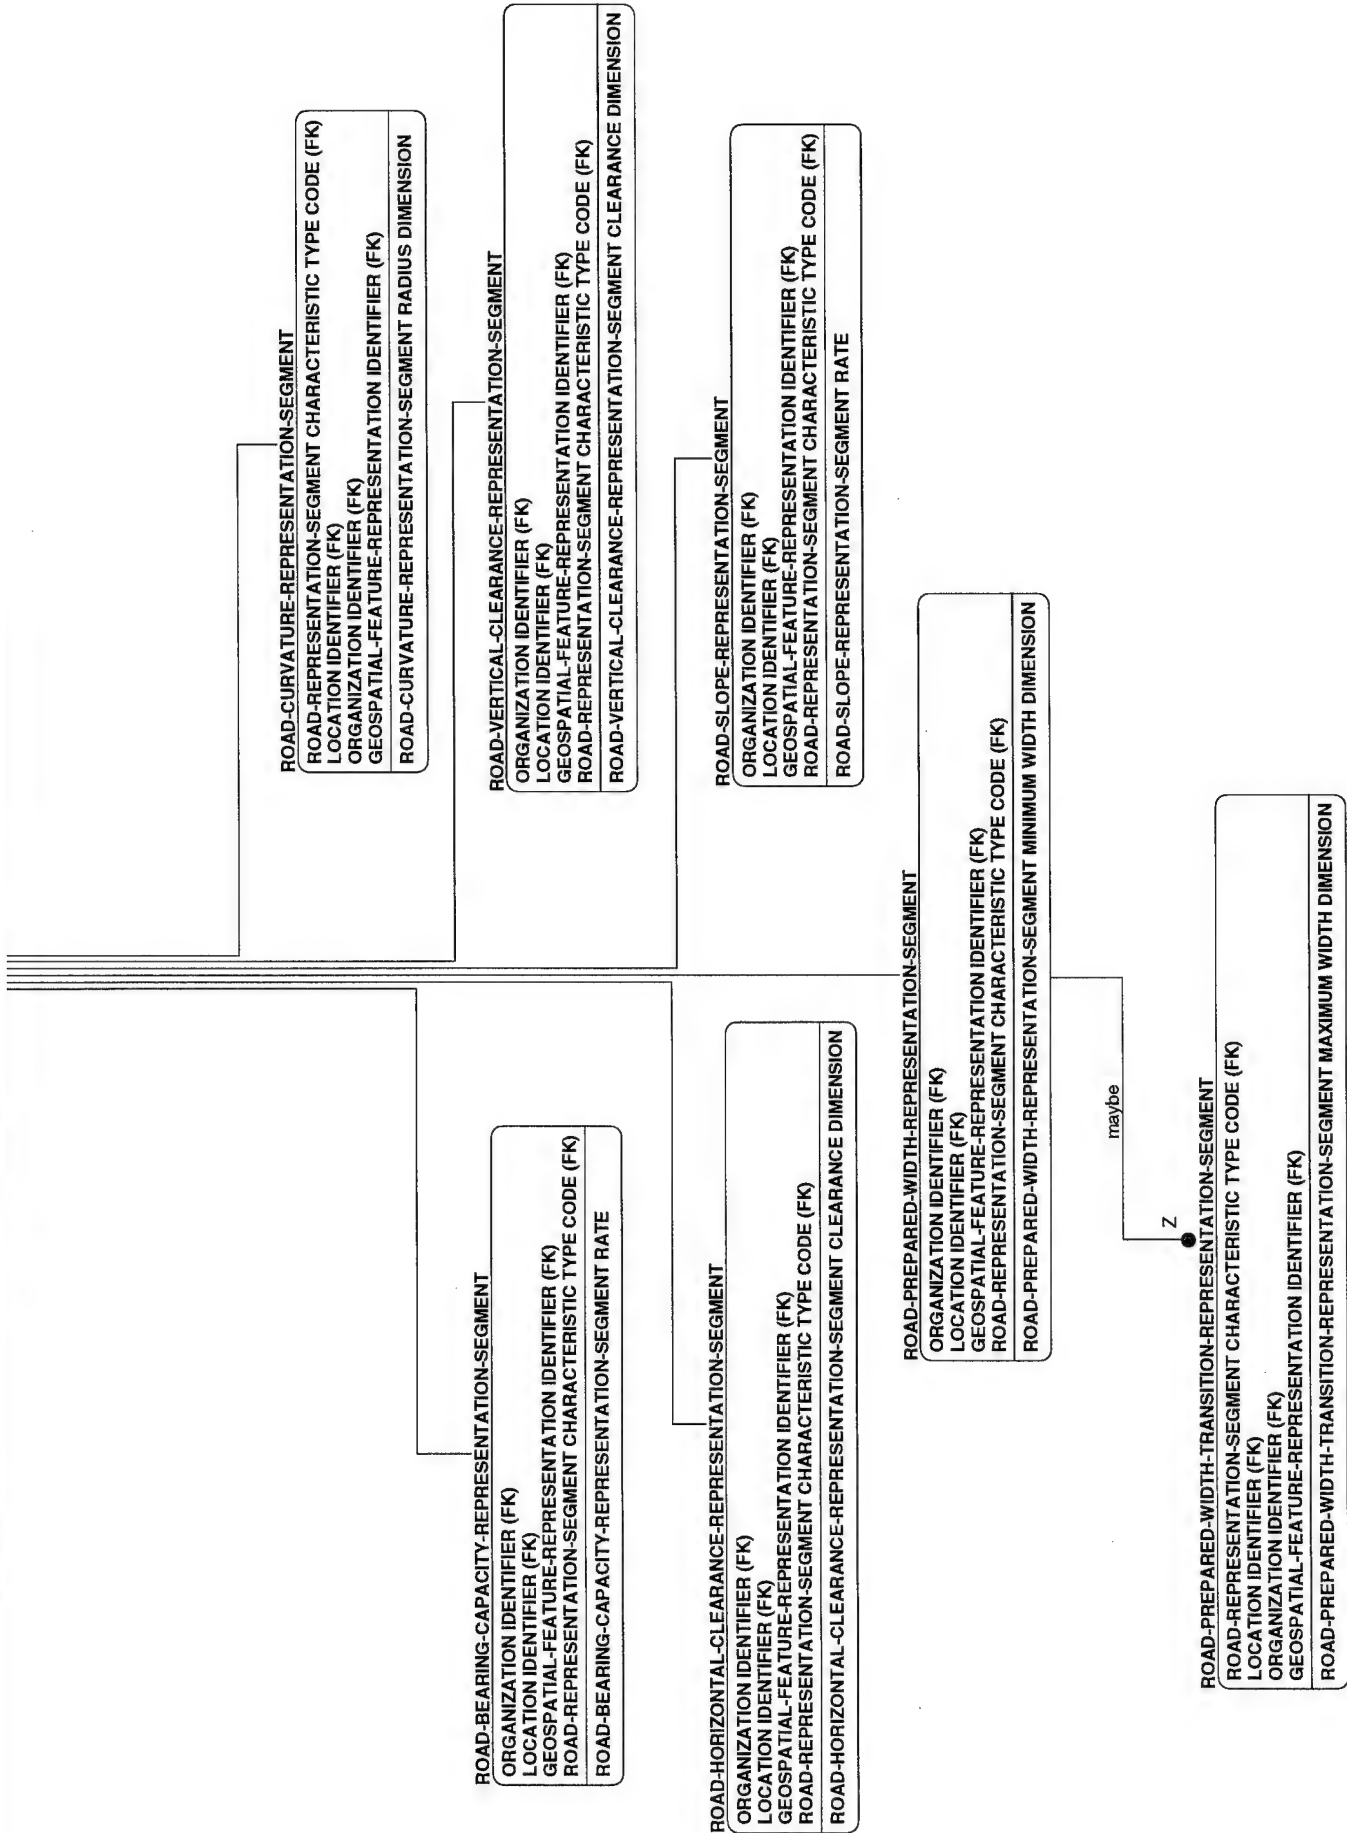 ROAD-CURVATURE-REPRESENTATION-SEGMENT
ROAD-REPRESENTATION-SEGMENT CHARACTERISTIC TYPE CODE (FK)
LOCATION IDENTIFIER (FK)
ORGANIZATION IDENTIFIER (FK)
GEOSPATIAL-FEATURE-REPRESENTATION IDENTIFIER (FK)
ROAD-CURVATURE-REPRESENTATION-SEGMENT RADIUS DIMENSION
ROAD-BEARING-CAPACITY-REPRESENTATION-SEGMENT
ORGANIZATION IDENTIFIER (FK)
LOCATION IDENTIFIER (FK)
GEOSPATIAL-FEATURE-REPRESENTATION IDENTIFIER (FK)
ROAD-REPRESENTATION-SEGMENT CHARACTERISTIC TYPE CODE (FK)
ROAD-BEARING-CAPACITY-REPRESENTATION-SEGMENT RATE
ROAD-VERTICAL-CLEARANCE-REPRESENTATION-SEGMENT
ORGANIZATION IDENTIFIER (FK)
LOCATION IDENTIFIER (FK)
GEOSPATIAL-FEATURE-REPRESENTATION IDENTIFIER (FK)
ROAD-REPRESENTATION-SEGMENT CHARACTERISTIC TYPE CODE (FK)
ROAD-VERTICAL-CLEARANCE-REPRESENTATION-SEGMENT CLEARANCE DIMENSION
ROAD-HORIZONTAL-CLEARANCE-REPRESENTATION-SEGMENT
ORGANIZATION IDENTIFIER (FK)
LOCATION IDENTIFIER (FK)
GEOSPATIAL-FEATURE-REPRESENTATION IDENTIFIER (FK)
ROAD-REPRESENTATION-SEGMENT CHARACTERISTIC TYPE CODE (FK)
ROAD-HORIZONTAL-CLEARANCE-REPRESENTATION-SEGMENT CLEARANCE DIMENSION
ROAD-SLOPE-REPRESENTATION-SEGMENT
ORGANIZATION IDENTIFIER (FK)
LOCATION IDENTIFIER (FK)
GEOSPATIAL-FEATURE-REPRESENTATION IDENTIFIER (FK)
ROAD-REPRESENTATION-SEGMENT CHARACTERISTIC TYPE CODE (FK)
ROAD-SLOPE-REPRESENTATION-SEGMENT RATE
ROAD-PREPARED-WIDTH-REPRESENTATION-SEGMENT
ORGANIZATION IDENTIFIER (FK)
LOCATION IDENTIFIER (FK)
GEOSPATIAL-FEATURE-REPRESENTATION IDENTIFIER (FK)
ROAD-REPRESENTATION-SEGMENT CHARACTERISTIC TYPE CODE (FK)
ROAD-PREPARED-WIDTH-REPRESENTATION-SEGMENT MINIMUM WIDTH DIMENSION
maybe
Z
ROAD-PREPARED-WIDTH-TRANSITION-REPRESENTATION-SEGMENT
ROAD-REPRESENTATION-SEGMENT CHARACTERISTIC TYPE CODE (FK)
LOCATION IDENTIFIER (FK)
ORGANIZATION IDENTIFIER (FK)
GEOSPATIAL-FEATURE-REPRESENTATION IDENTIFIER (FK)
ROAD-PREPARED-WIDTH-TRANSITION-REPRESENTATION-SEGMENT MAXIMUM WIDTH DIMENSION